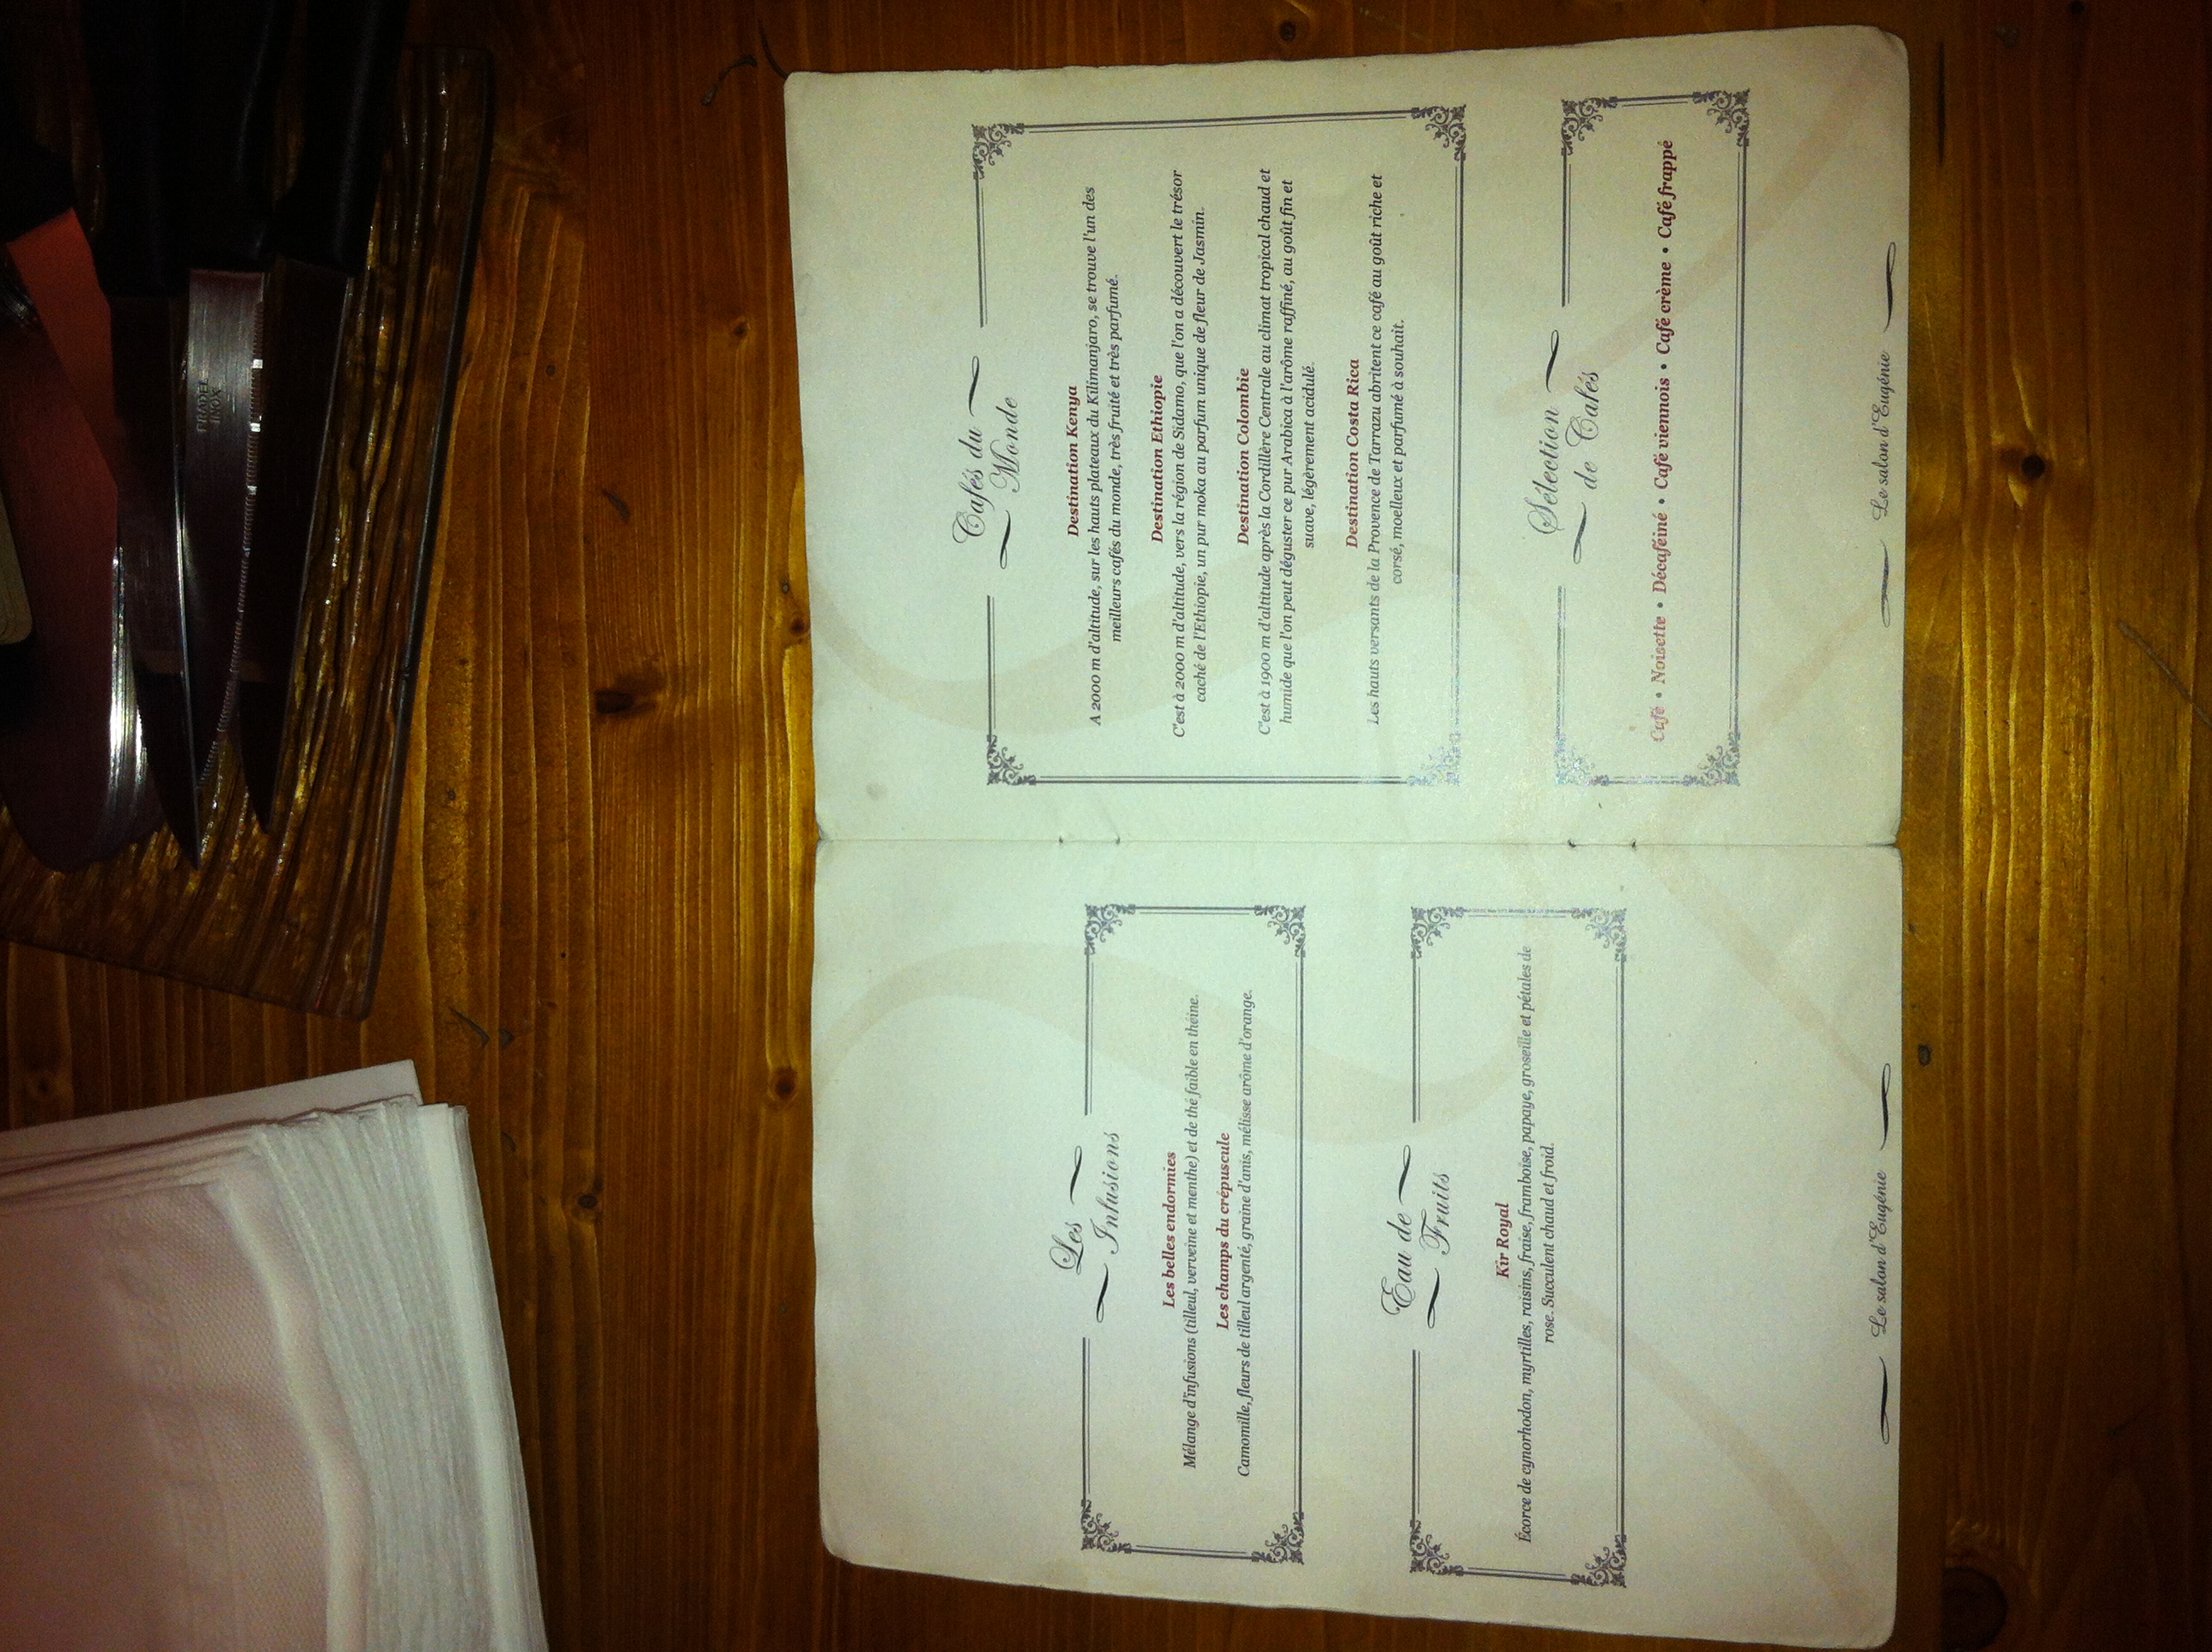 Les
Infusions
Les belles endormies
Mélange d'infusions (tilleul, verveine et menthe) et de thé faible en théine.
Les champs du crépuscule
Camomille, fleurs de tilleul argenté, graine d'anis, mélisse arôme d'orange.
Eau de
Fruits
Kir Royal
Écorce de cynorhodon, myrtilles, raisins, fraise, framboise, papaye, groseille et pétales de
rose. Succulent chaud et froid.
Le salon d'Eugénie
Cafés du
Monde
Destination Kenya
A 2000 m d'altitude, sur les hauts plateaux du Kilimanjaro, se trouve l'un des
meilleurs cafés du monde, très fruité et très parfumé.
Destination Ethiopie
C'est à 2000 m d'altitude, vers la région de Sidamo, que l'on a découvert le trésor
caché de l'Ethiopie, un pur moka au parfum unique de fleur de Jasmin.
Destination Colombie
C'est à 1900 m d'altitude après la Cordillère Centrale au climat tropical chaud et
humide que l'on peut déguster ce pur Arabica à l'arôme raffiné, au goût fin et
suave, légèrement acidulé.
Destination Costa Rica
Les hauts versants de la Provence de Tarrazu abritent ce café au goût riche et
corsé, moelleux et parfumé à souhait.
Sélection
de Cafés
Café • Noisette • Décaféiné • Café viennois • Café crème • Café frappé
Le salon d'Eugénie
PRADEL
INOX